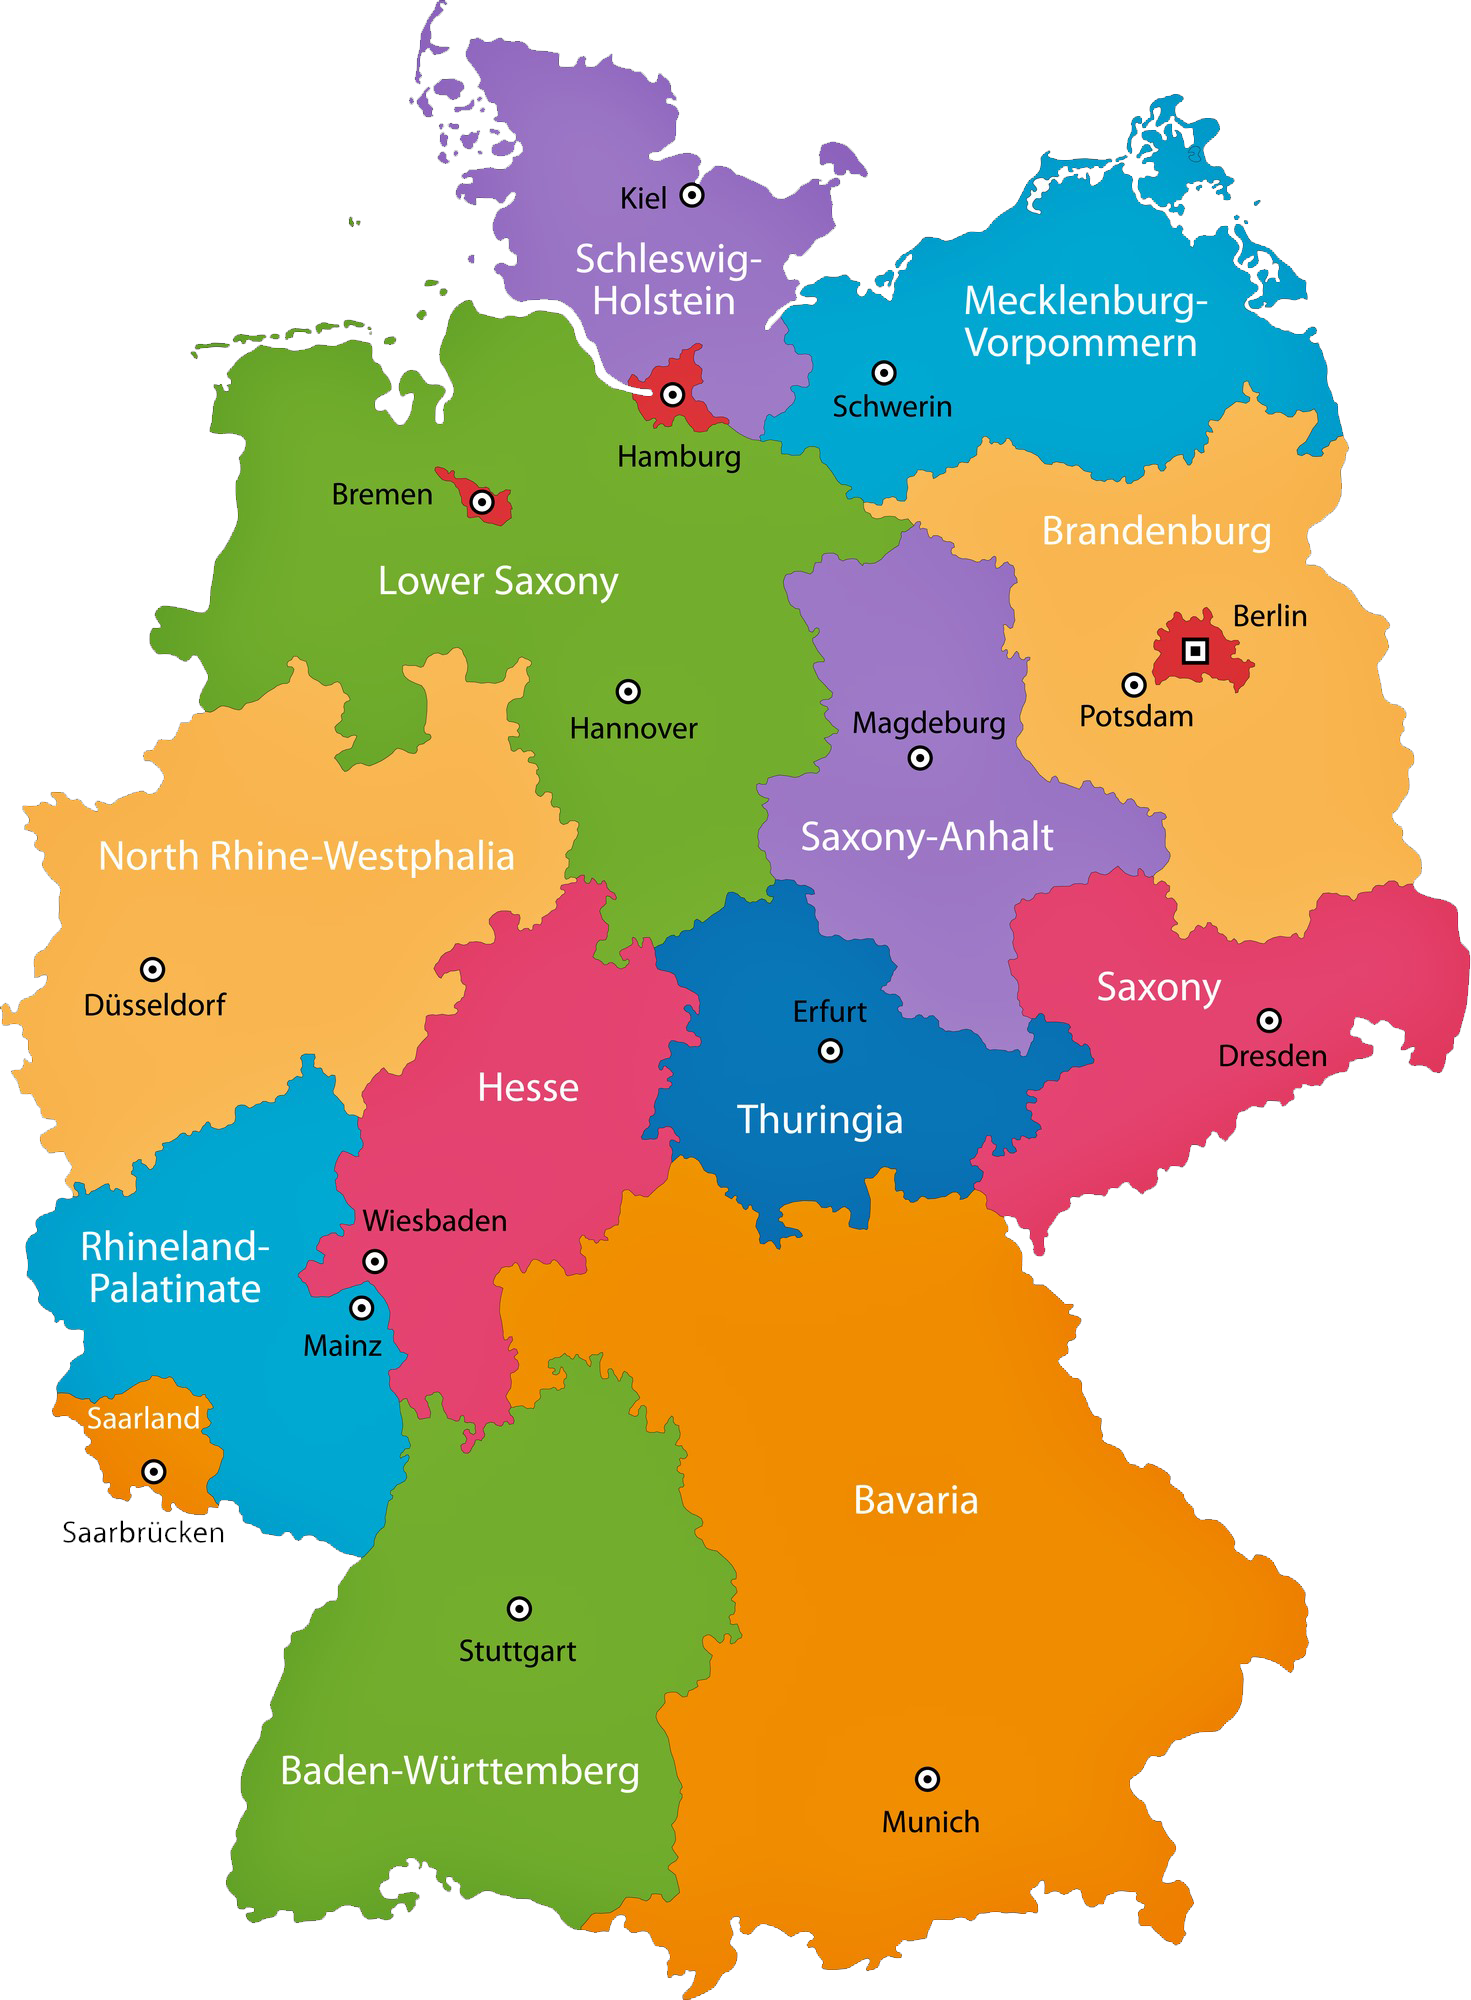 Kiel
Schleswig-
Holstein
Mecklenburg-
Vorpommern
Schwerin
Hamburg
Bremen
Brandenburg
Lower Saxony
Berlin
Potsdam
Hannover
Magdeburg
Saxony-Anhalt
North Rhine-Westphalia
Düsseldorf
Saxony
Erfurt
Dresden
Hesse
Thuringia
Wiesbaden
Rhineland-
Palatinate
Mainz
Saarland
Saarbrücken
Bavaria
Stuttgart
Baden-Württemberg
Munich